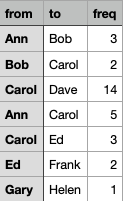 from to freq
Ann Bob 3
Bob Carol 2
Carol Dave 14
Ann Carol 5
Carol Ed 3
Ed Frank 2
Gary Helen 1